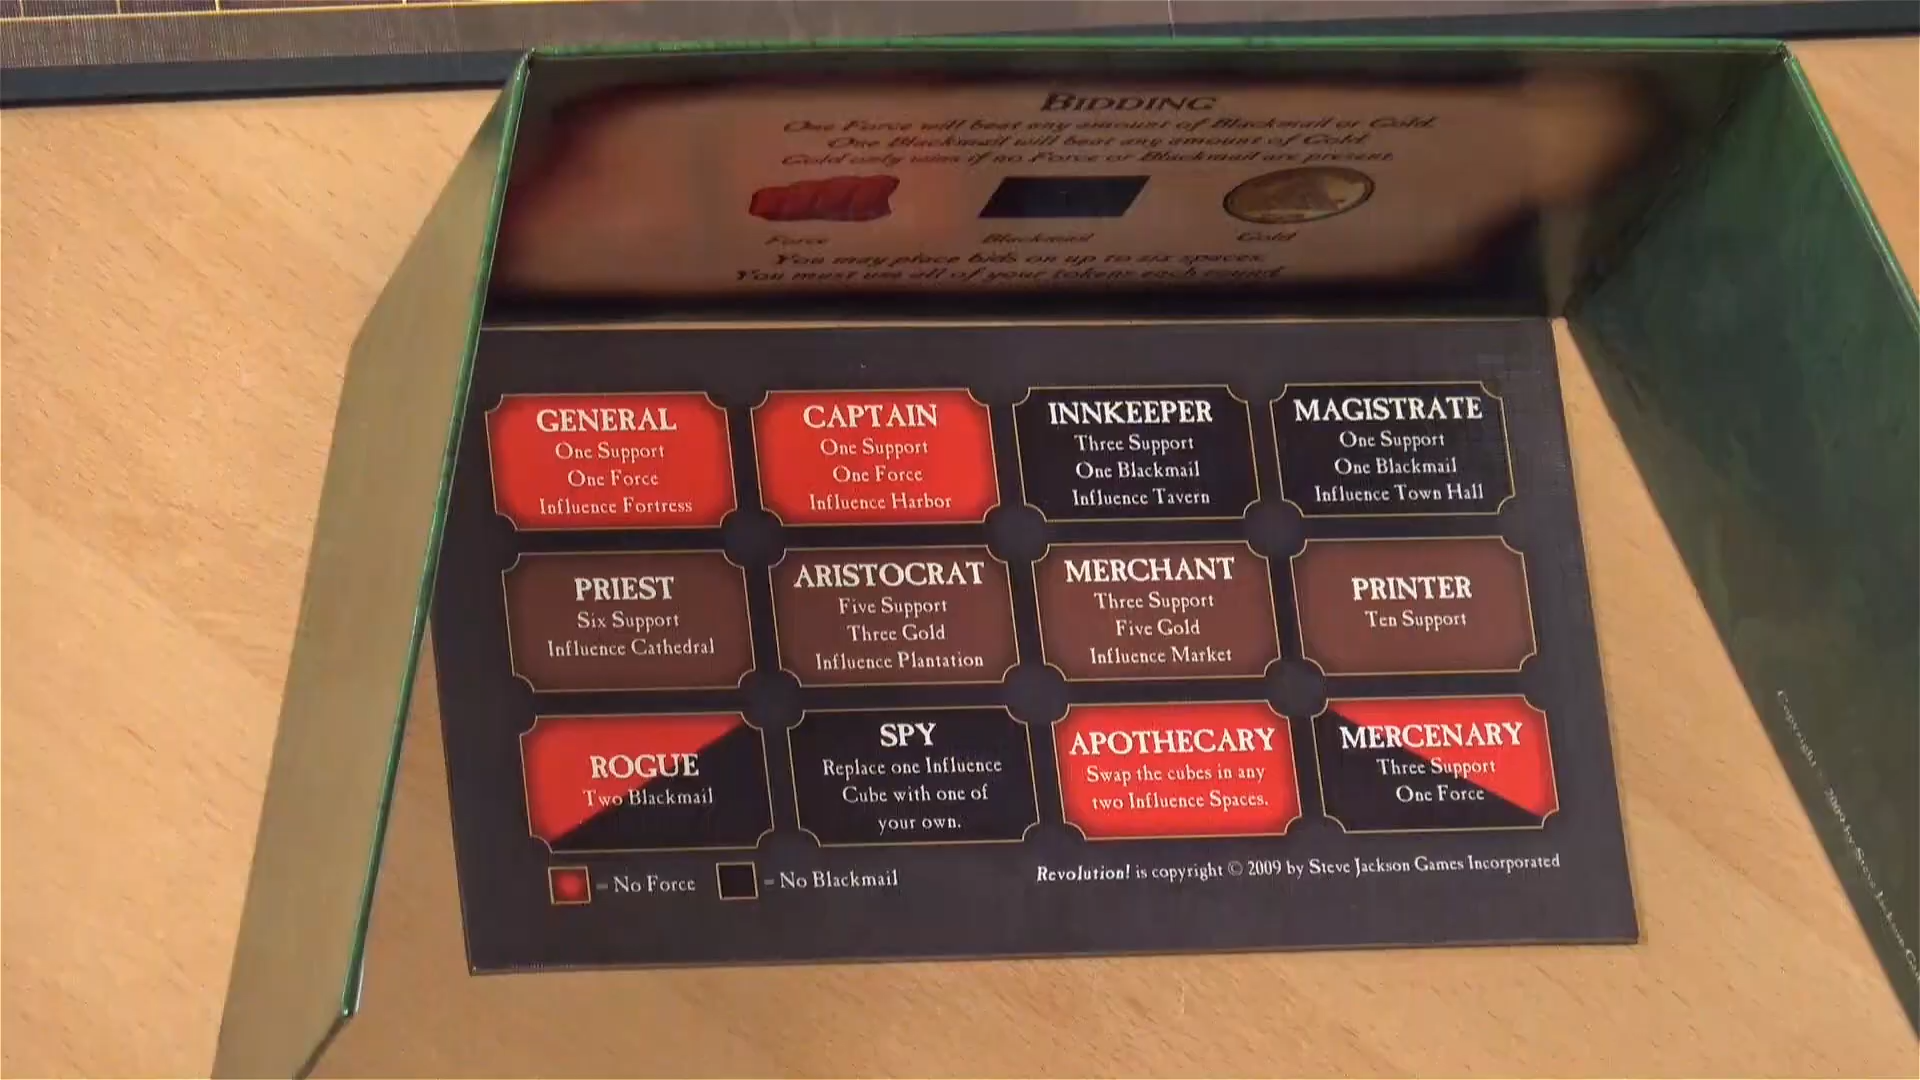 BIDDING
One Force will beat any amount of Blackmail or Gold.
One Blackmail will beat any amount of Gold.
Gold only wins if no Force or Blackmail are present.
Force
Blackmail
Gold
You may place bids on up to six spaces.
You must use all of your tokens each round.
GENERAL
One Support
One Force
Influence Fortress
CAPTAIN
One Support
One Force
Influence Harbor
INNKEEPER
Three Support
One Blackmail
Influence Tavern
MAGISTRATE
One Support
One Blackmail
Influence Town Hall
PRIEST
Six Support
Influence Cathedral
ARISTOCRAT
Five Support
Three Gold
Influence Plantation
MERCHANT
Three Support
Five Gold
Influence Market
PRINTER
Ten Support
ROGUE
Two Blackmail
SPY
Replace one Influence
Cube with one of
your own.
APOTHECARY
Swap the cubes in any
two Influence Spaces.
MERCENARY
Three Support
One Force
= No Force
= No Blackmail
Revolution! is copyright © 2009 by Steve Jackson Games Incorporated
Copyright © 2009 by Steve Jackson Ga